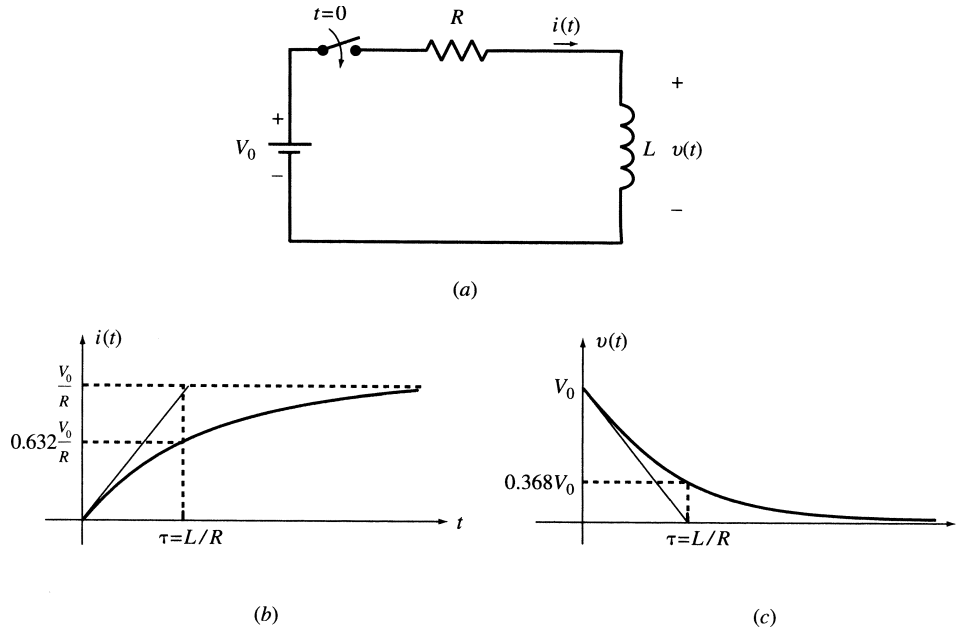 t=0
R
i(t)
+
V₀
−
+
L υ(t)
−
(a)
i(t)
V₀/R
0.632 V₀/R
t
τ=L/R
(b)
υ(t)
V₀
0.368V₀
τ=L/R
(c)